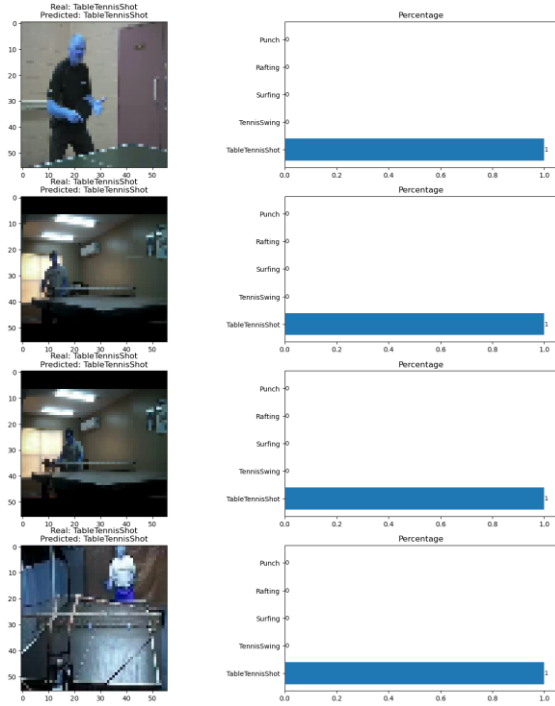 Real: TableTennisShot
Predicted: TableTennisShot
0
10
20
30
40
50
0 10 20 30 40 50
Percentage
Punch 0
Rafting 0
Surfing 0
TennisSwing 0
TableTennisShot 1
0.0 0.2 0.4 0.6 0.8 1.0
Real: TableTennisShot
Predicted: TableTennisShot
0
10
20
30
40
50
0 10 20 30 40 50
Percentage
Punch 0
Rafting 0
Surfing 0
TennisSwing 0
TableTennisShot 1
0.0 0.2 0.4 0.6 0.8 1.0
Real: TableTennisShot
Predicted: TableTennisShot
0
10
20
30
40
50
0 10 20 30 40 50
Percentage
Punch 0
Rafting 0
Surfing 0
TennisSwing 0
TableTennisShot 1
0.0 0.2 0.4 0.6 0.8 1.0
Real: TableTennisShot
Predicted: TableTennisShot
0
10
20
30
40
50
0 10 20 30 40 50
Percentage
Punch 0
Rafting 0
Surfing 0
TennisSwing 0
TableTennisShot 1
0.0 0.2 0.4 0.6 0.8 1.0